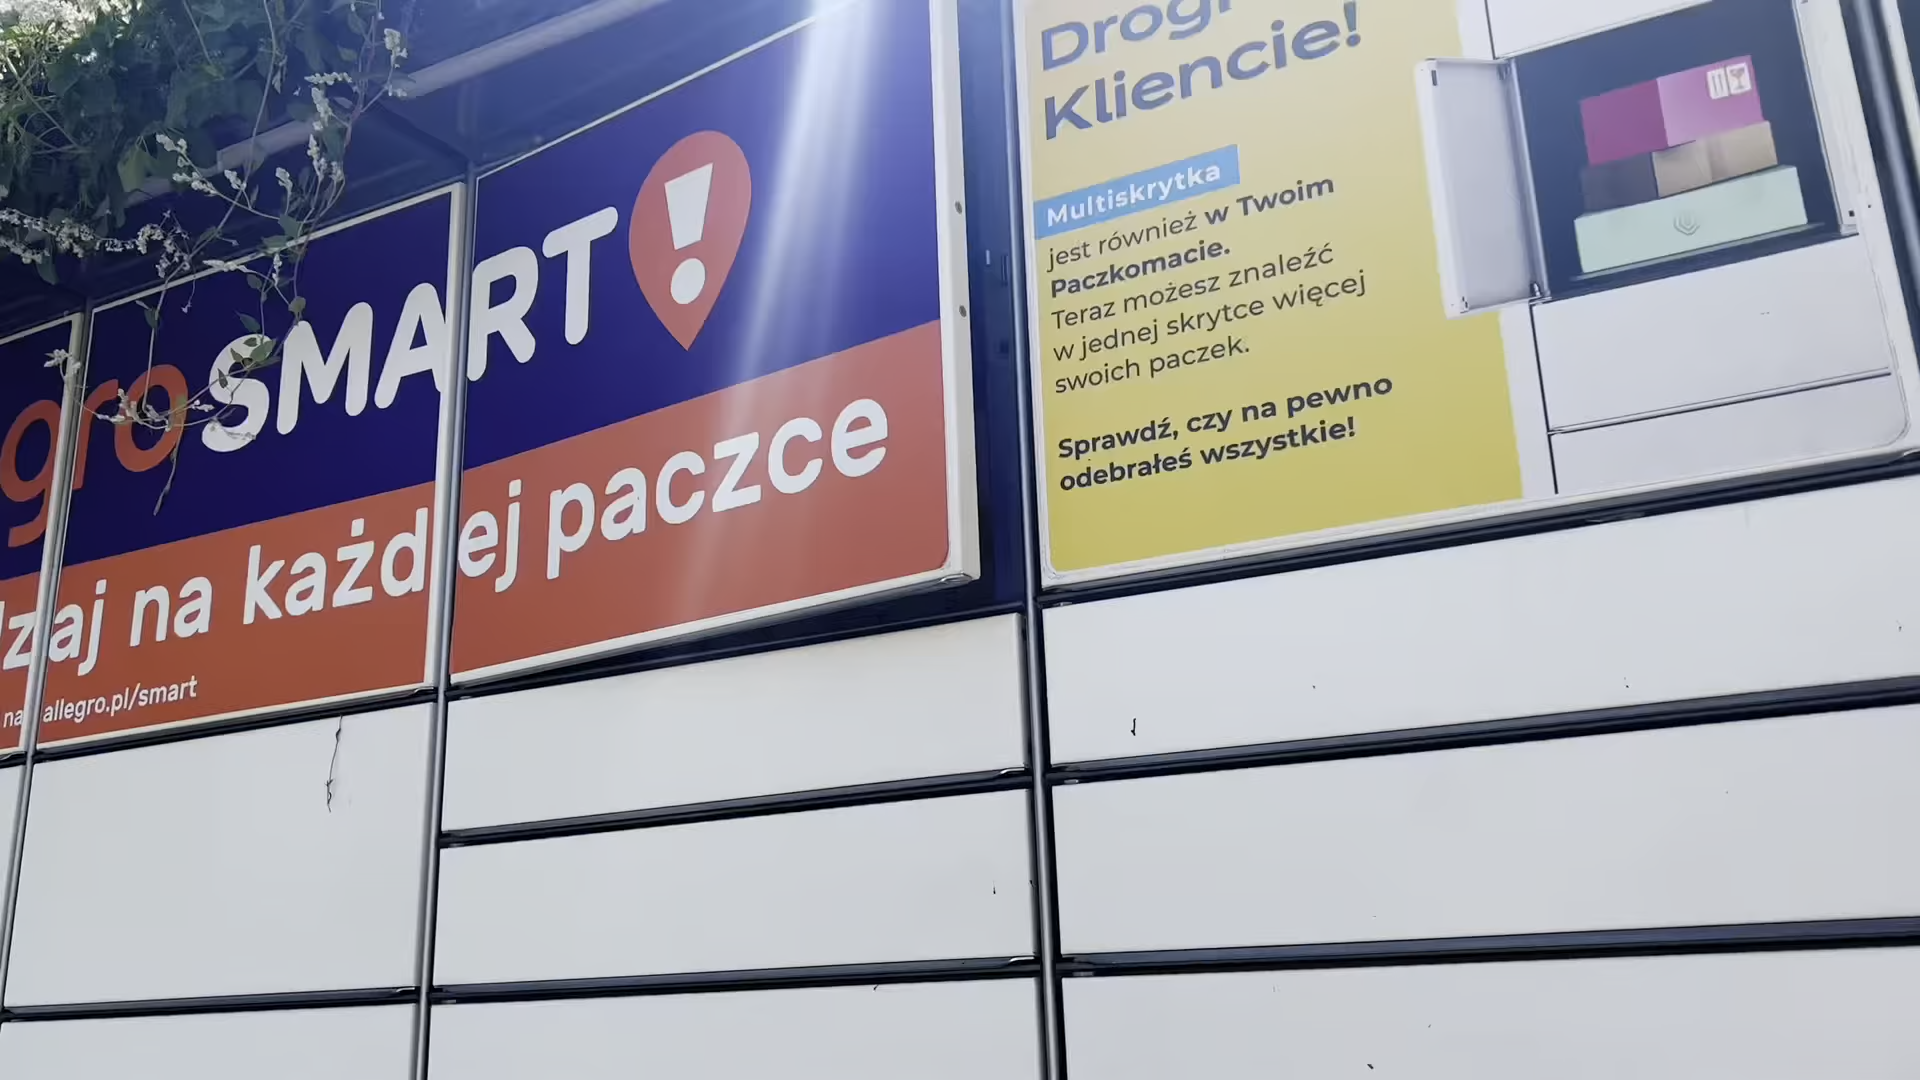 gro SMART!
zaj na każdej paczce
na allegro.pl/smart
Kliencie!
Multiskrytka
jest również w Twoim
Paczkomacie.
Teraz możesz znaleźć
w jednej skrytce więcej
swoich paczek.
Sprawdź, czy na pewno
odebrałeś wszystkie!